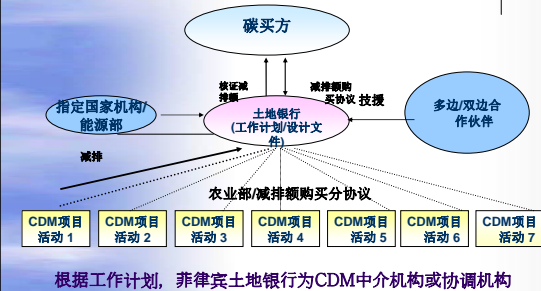 碳买方
核证减
排额
减排额购
买协议 技援
指定国家机构/
能源部
土地银行
(工作计划/设计文
件)
多边/双边合
作伙伴
减排
农业部/减排额购买分协议
CDM项目
活动 1
CDM项目
活动 2
CDM项目
活动 3
CDM项目
活动 4
CDM项目
活动 5
CDM项目
活动 6
CDM项目
活动 7
根据工作计划，菲律宾土地银行为CDM中介机构或协调机构